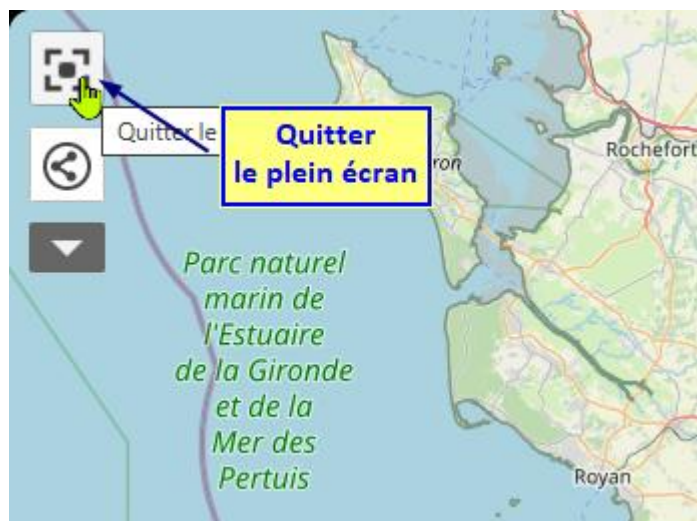 Quitter le
Quitter
le plein écran
ron
Rochefort
Parc naturel
marin de
l'Estuaire
de la Gironde
et de la
Mer des
Pertuis
Royan